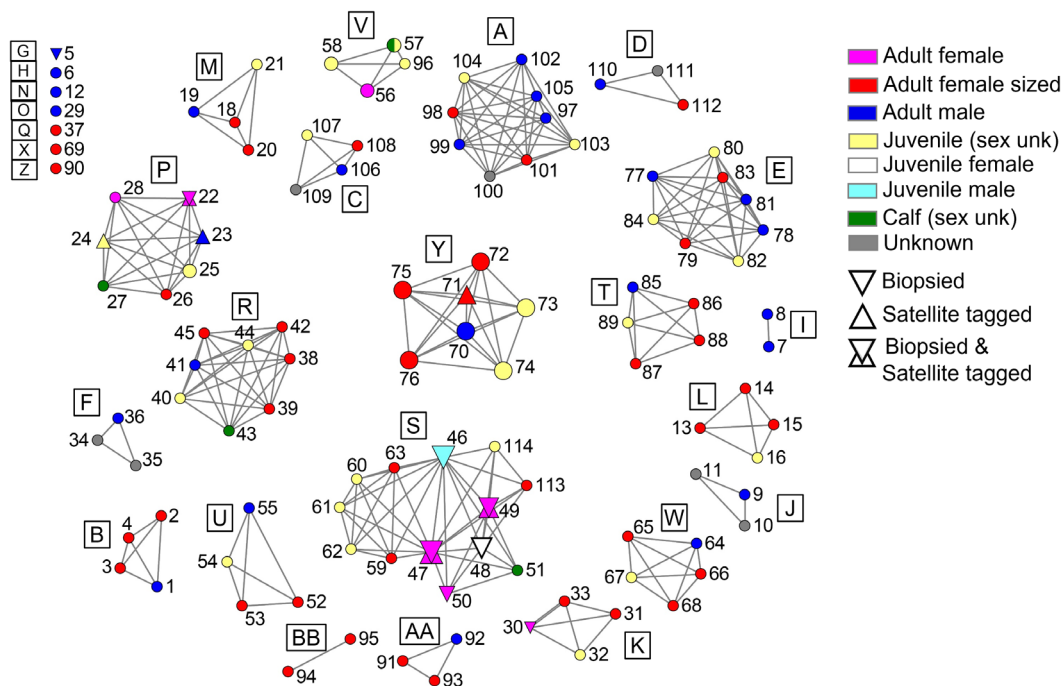 G 5
H 6
N 12
O 29
Q 37
X 69
Z 90
M
21
19
18
20
V
58
57
96
56
A
102
104
105
98
97
99
103
101
100
D
110
111
112
C
107
108
106
109
P
28
22
24
23
25
27
26
E
80
77
83
81
84
78
79
82
Y
72
75
71
73
70
76
74
T
85
86
89
88
87
I
8
7
R
45
44
42
41
38
40
39
43
F
36
34
35
L
14
13
15
16
S
46
114
60
63
61
113
49
62
59
47
48
51
50
J
11
9
10
W
65
64
67
66
68
B
2
4
3
1
U
55
54
52
53
K
33
31
30
32
BB
95
94
AA
92
91
93
Adult female
Adult female sized
Adult male
Juvenile (sex unk)
Juvenile female
Juvenile male
Calf (sex unk)
Unknown
Biopsied
Satellite tagged
Biopsied &
Satellite tagged